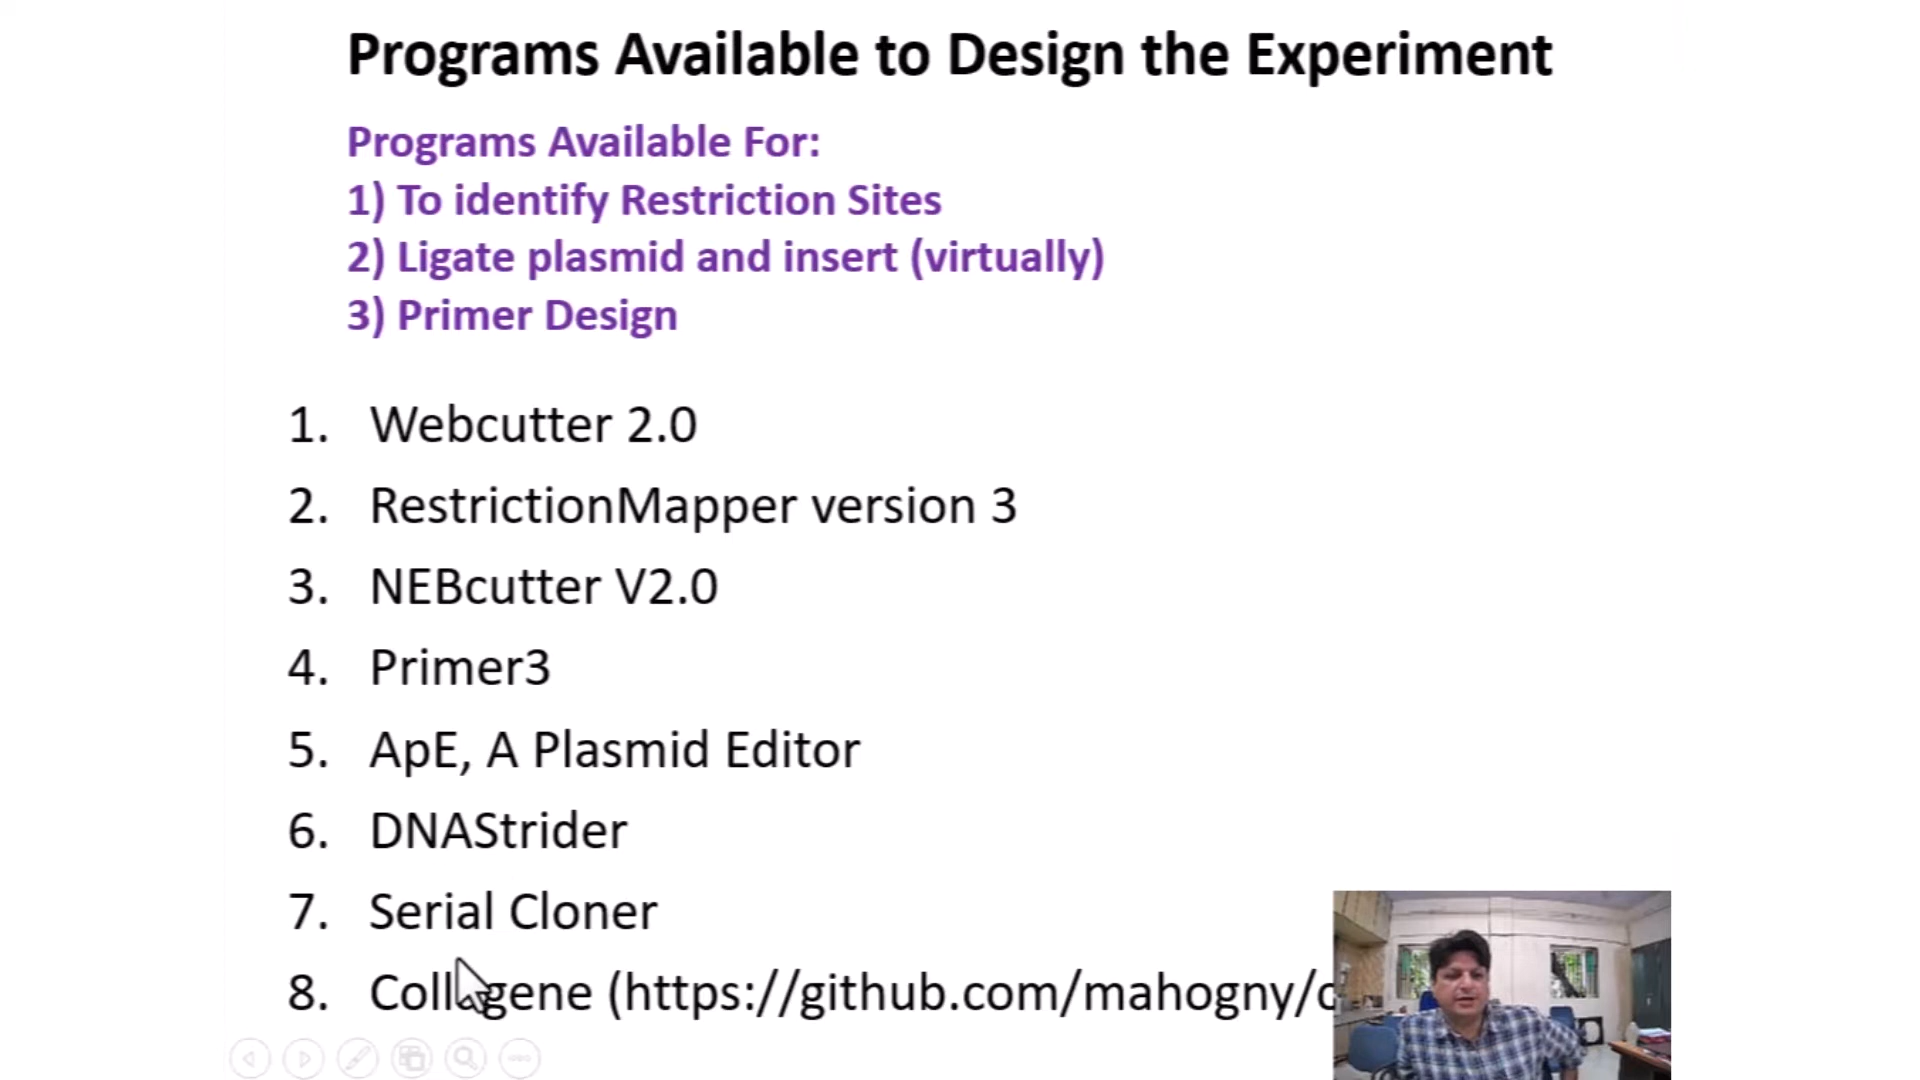 Programs Available to Design the Experiment
Programs Available For:
1) To identify Restriction Sites
2) Ligate plasmid and insert (virtually)
3) Primer Design
1. Webcutter 2.0
2. RestrictionMapper version 3
3. NEBcutter V2.0
4. Primer3
5. ApE, A Plasmid Editor
6. DNAStrider
7. Serial Cloner
8. (https://github.com/mahogny/